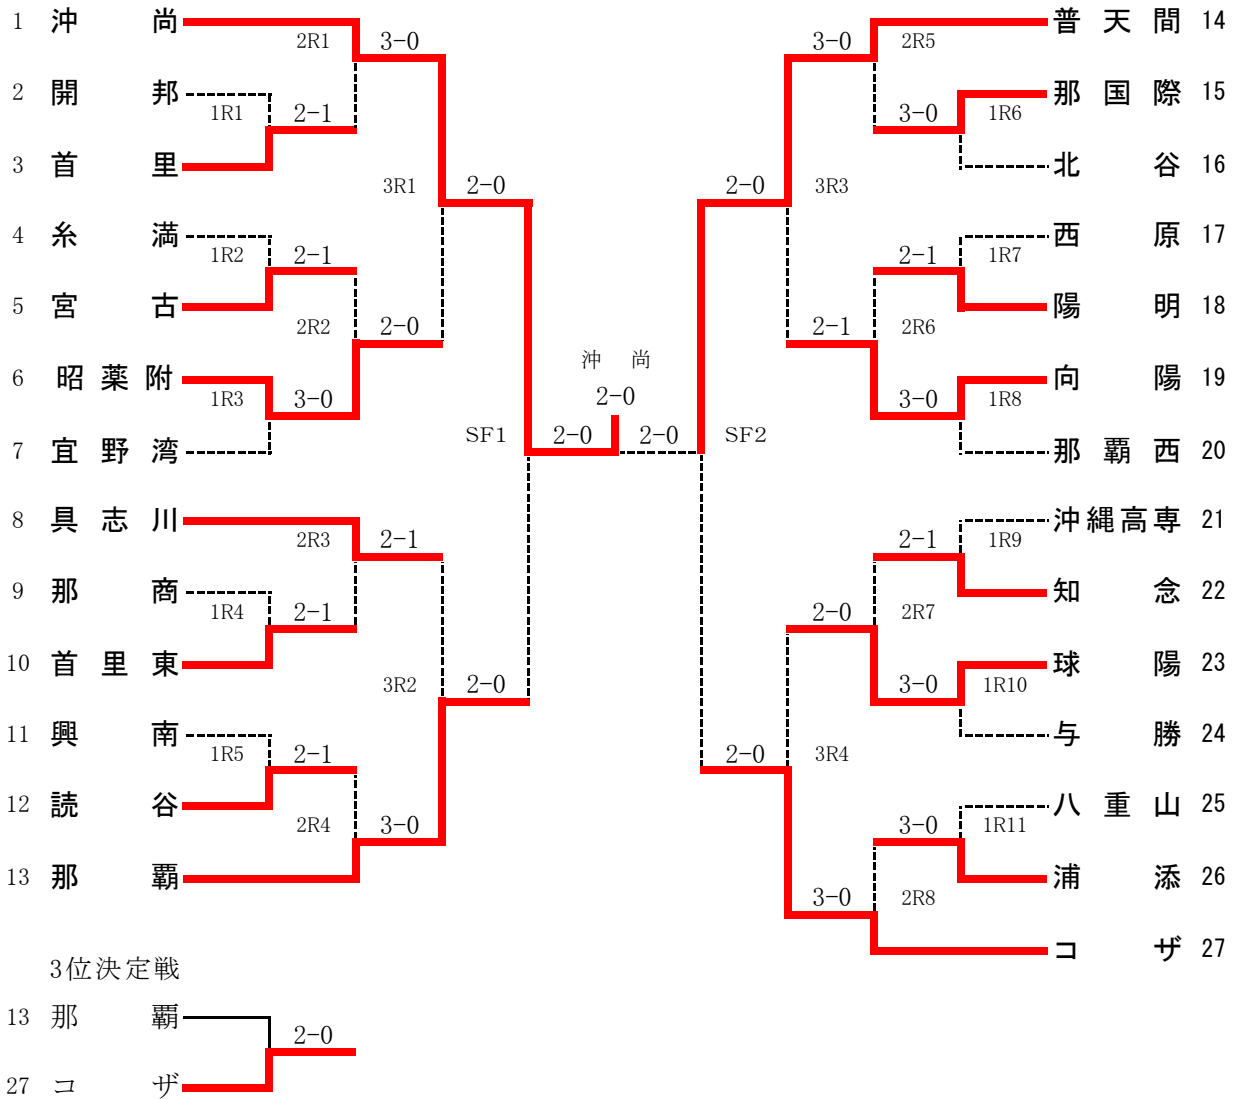 1 沖尚 2R1 3-0 3-0 2R5 普天間 14
2 開邦 1R1 2-1 3-0 1R6 那国際 15
3 首里 3R1 2-0 2-0 3R3 北谷 16
4 糸満 1R2 2-1 2-1 1R7 西原 17
5 宮古 2R2 2-0 2-1 2R6 陽明 18
沖尚
6 昭薬附 1R3 3-0 2-0 3-0 1R8 向陽 19
7 宜野湾 SF1 2-0 2-0 SF2 那覇西 20
8 具志川 2R3 2-1 2-1 1R9 沖縄高専 21
9 那商 1R4 2-1 2-0 2R7 知念 22
10 首里東 3R2 2-0 3-0 1R10 球陽 23
11 興南 1R5 2-1 2-0 3R4 与勝 24
12 読谷 2R4 3-0 3-0 1R11 八重山 25
13 那覇 3-0 2R8 浦添 26
コザ 27
3位決定戦
13 那覇
2-0
27 コザ